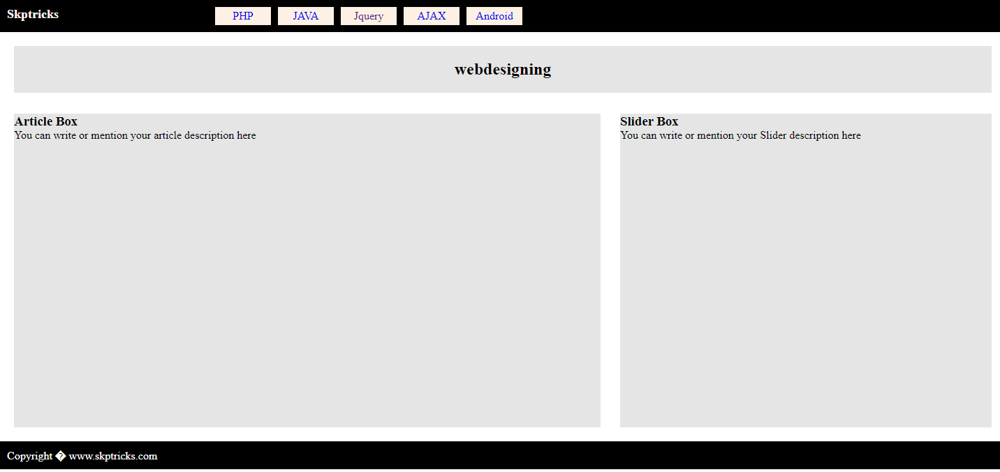 Skptricks PHP JAVA Jquery AJAX Android
webdesigning
Article Box
You can write or mention your article description here
Slider Box
You can write or mention your Slider description here
Copyright � www.skptricks.com